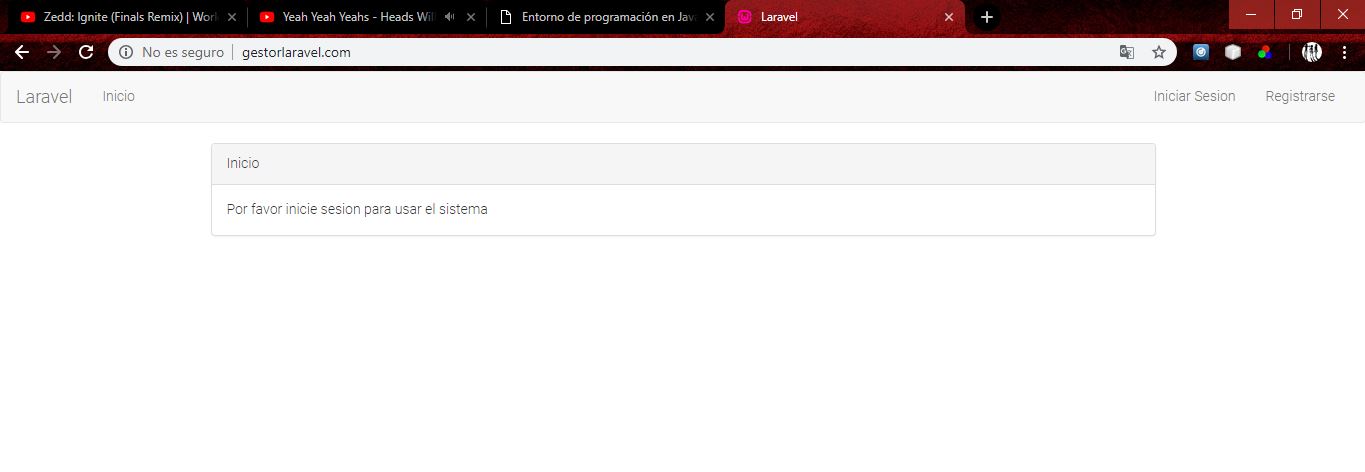 Zedd: Ignite (Finals Remix) | Worl
Yeah Yeah Yeahs - Heads Wil
Entorno de programación en Java
Laravel
No es seguro
gestorlaravel.com
Laravel
Inicio
Iniciar Sesion
Registrarse
Inicio
Por favor inicie sesion para usar el sistema